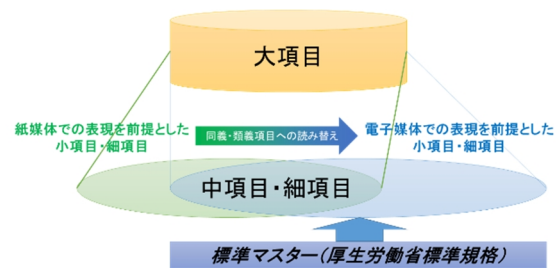 大項目
紙媒体での表現を前提とした
小項目・細項目
同義・類義項目への読み替え
電子媒体での表現を前提とした
小項目・細項目
中項目・細項目
標準マスター(厚生労働省標準規格)